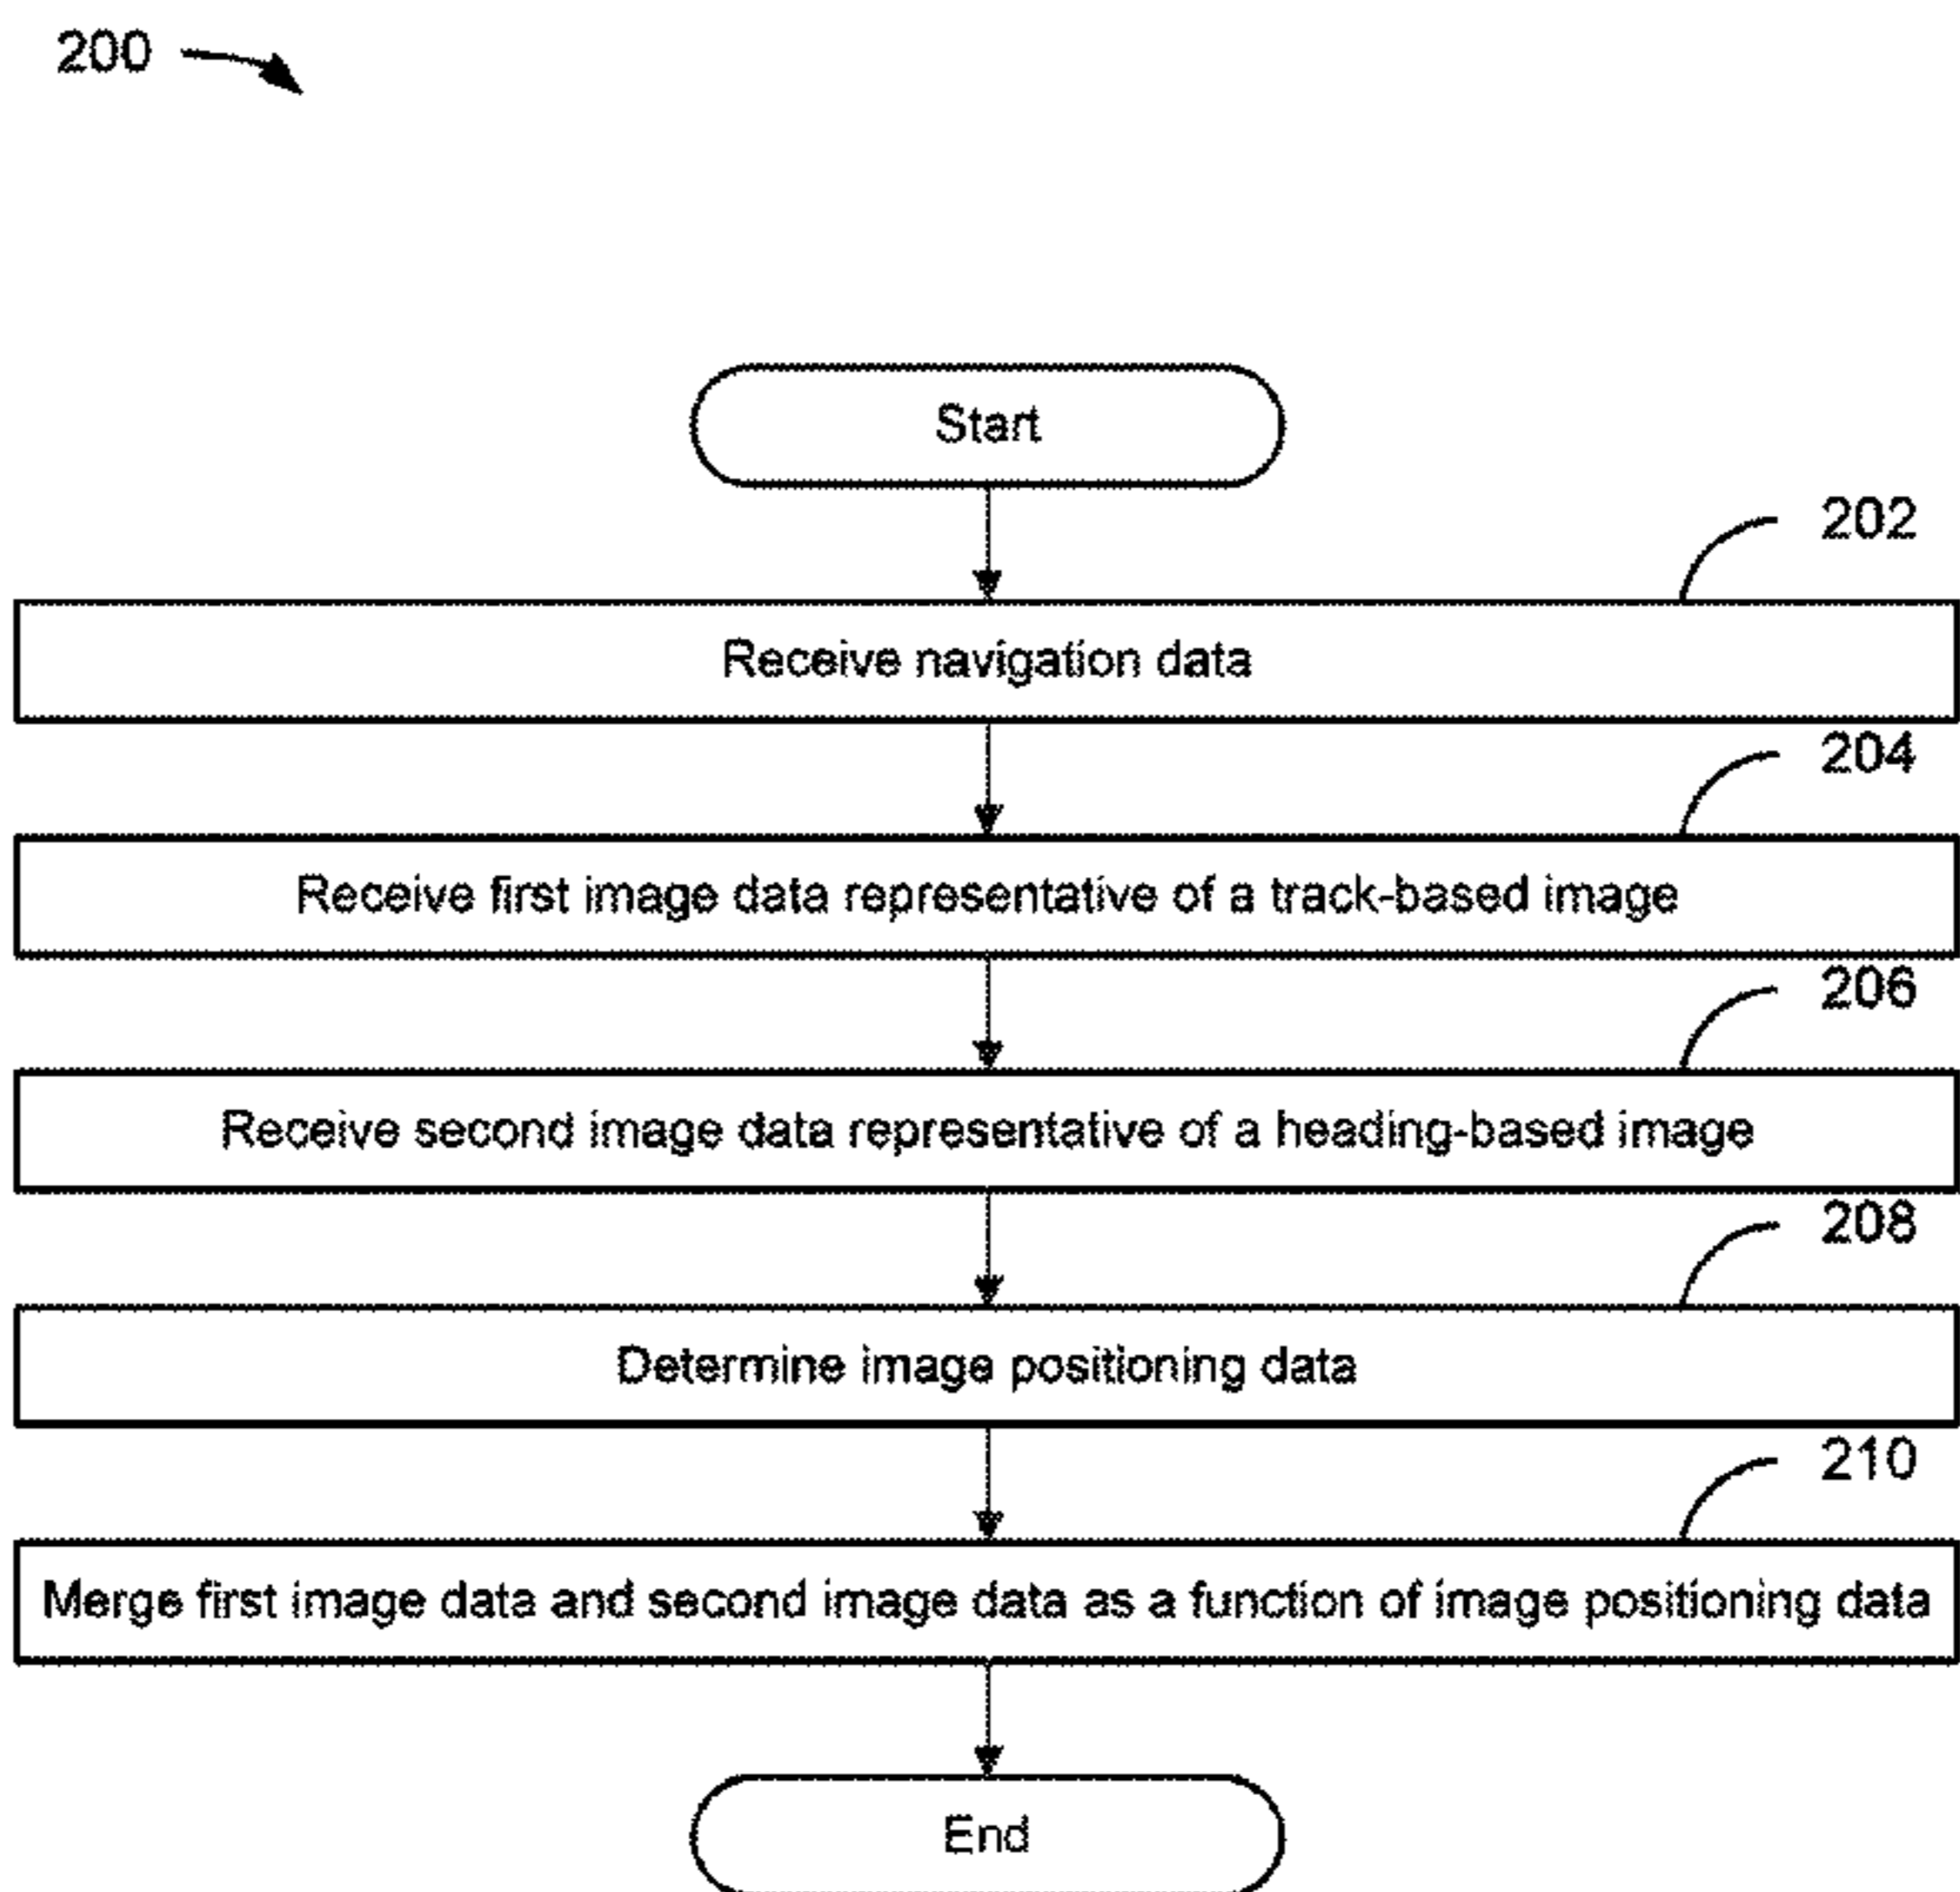 200
Start
202
Receive navigation data
204
Receive first image data representative of a track-based image
206
Receive second image data representative of a heading-based image
208
Determine image positioning data
210
Merge first image data and second image data as a function of image positioning data
End